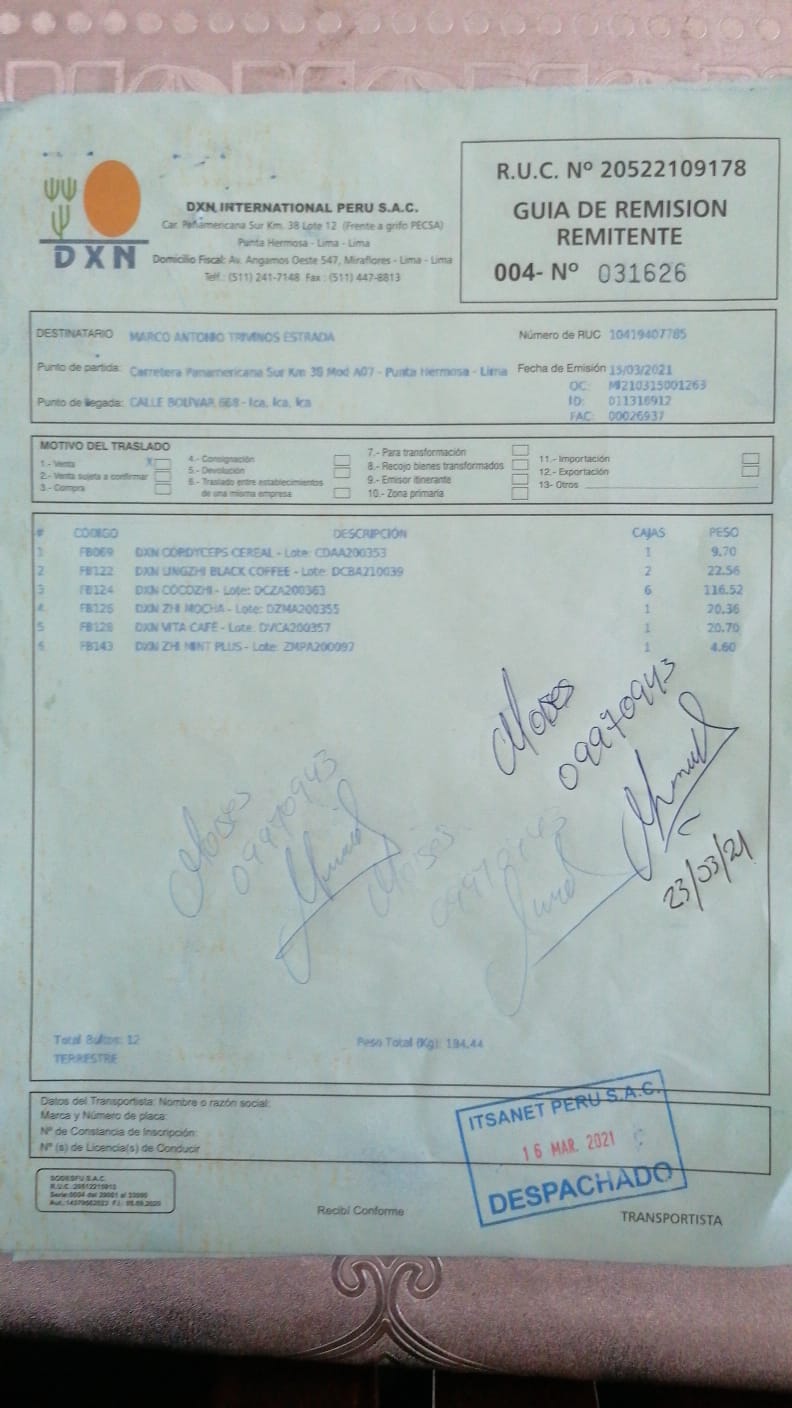 DXN
DXN INTERNATIONAL PERU S.A.C.
Car. Panamericana Sur Km. 38 Lote 12 (Frente a grifo PECSA)
Punta Hermosa - Lima - Lima
Domicilio Fiscal: Av. Angamos Oeste 547, Miraflores - Lima - Lima
Telf.: (511) 241-7148 Fax : (511) 447-8813
R.U.C. Nº 20522109178
GUIA DE REMISION
REMITENTE
004- Nº 031626
DESTINATARIO MARCO ANTONIO TRIVINOS ESTRADA Número de RUC 10419407785
Punto de partida: Carretera Panamericana Sur Km 38 Mod A07 - Punta Hermosa - Lima Fecha de Emisión 15/03/2021
OC: MI210315001263
Punto de llegada: CALLE BOLIVAR 668 - Ica, Ica, Ica ID: 011316912
FAC: 00026937
MOTIVO DEL TRASLADO
1.- Venta X
2.- Venta sujeta a confirmar
3.- Compra
4.- Consignación
5.- Devolución
6.- Traslado entre establecimientos
de una misma empresa
7.- Para transformación
8.- Recojo bienes transformados
9.- Emisor itinerante
10.- Zona primaria
11.- Importación
12.- Exportación
13- Otros
# CÓDIGO DESCRIPCIÓN CAJAS PESO
1 FB069 DXN CORDYCEPS CEREAL - Lote: CDAA200353 1 9.70
2 FB122 DXN LINGZHI BLACK COFFEE - Lote: DCBA210039 2 22.56
3 FB124 DXN COCOZHI - Lote: DCZA200363 6 116.52
4 FB126 DXN ZHI MOCHA - Lote: DZMA200355 1 20.36
5 FB128 DXN VITA CAFE - Lote: DVCA200357 1 20.70
6 FB143 DXN ZHI MINT PLUS - Lote: ZMPA200097 1 4.60
Moises
09970943
23/03/21
Moises
09970943
Moises
09970943
Total Bultos: 12 Peso Total (Kg): 194.44
TERRESTRE
Datos del Transportista: Nombre o razón social:
Marca y Número de placa:
Nº de Constancia de Inscripción:
Nº (s) de Licencia(s) de Conducir
ITSANET PERU S.A.C.
16 MAR. 2021
DESPACHADO
R.U.C. 20512215913
Recibí Conforme
TRANSPORTISTA